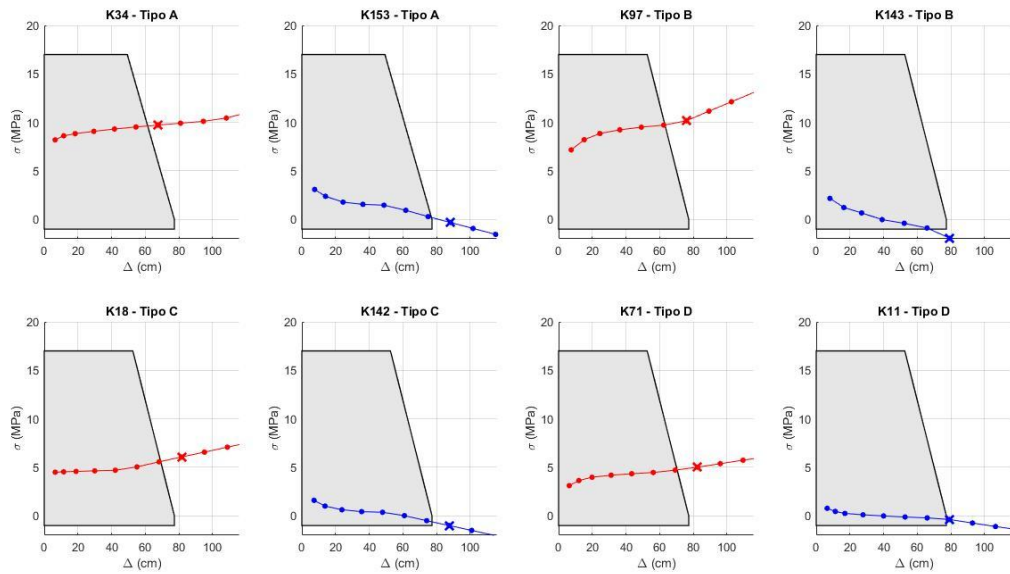 K34 - Tipo A
20
15
10
5
0
σ (MPa)
0 20 40 60 80 100
Δ (cm)
K153 - Tipo A
20
15
10
5
0
σ (MPa)
0 20 40 60 80 100
Δ (cm)
K97 - Tipo B
20
15
10
5
0
σ (MPa)
0 20 40 60 80 100
Δ (cm)
K143 - Tipo B
20
15
10
5
0
σ (MPa)
0 20 40 60 80 100
Δ (cm)
K18 - Tipo C
20
15
10
5
0
σ (MPa)
0 20 40 60 80 100
Δ (cm)
K142 - Tipo C
20
15
10
5
0
σ (MPa)
0 20 40 60 80 100
Δ (cm)
K71 - Tipo D
20
15
10
5
0
σ (MPa)
0 20 40 60 80 100
Δ (cm)
K11 - Tipo D
20
15
10
5
0
σ (MPa)
0 20 40 60 80 100
Δ (cm)